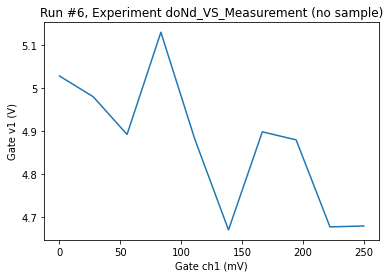 Run #6, Experiment doNd_VS_Measurement (no sample)
5.1
5
4.9
4.8
4.7
Gate v1 (V)
0 50 100 150 200 250
Gate ch1 (mV)